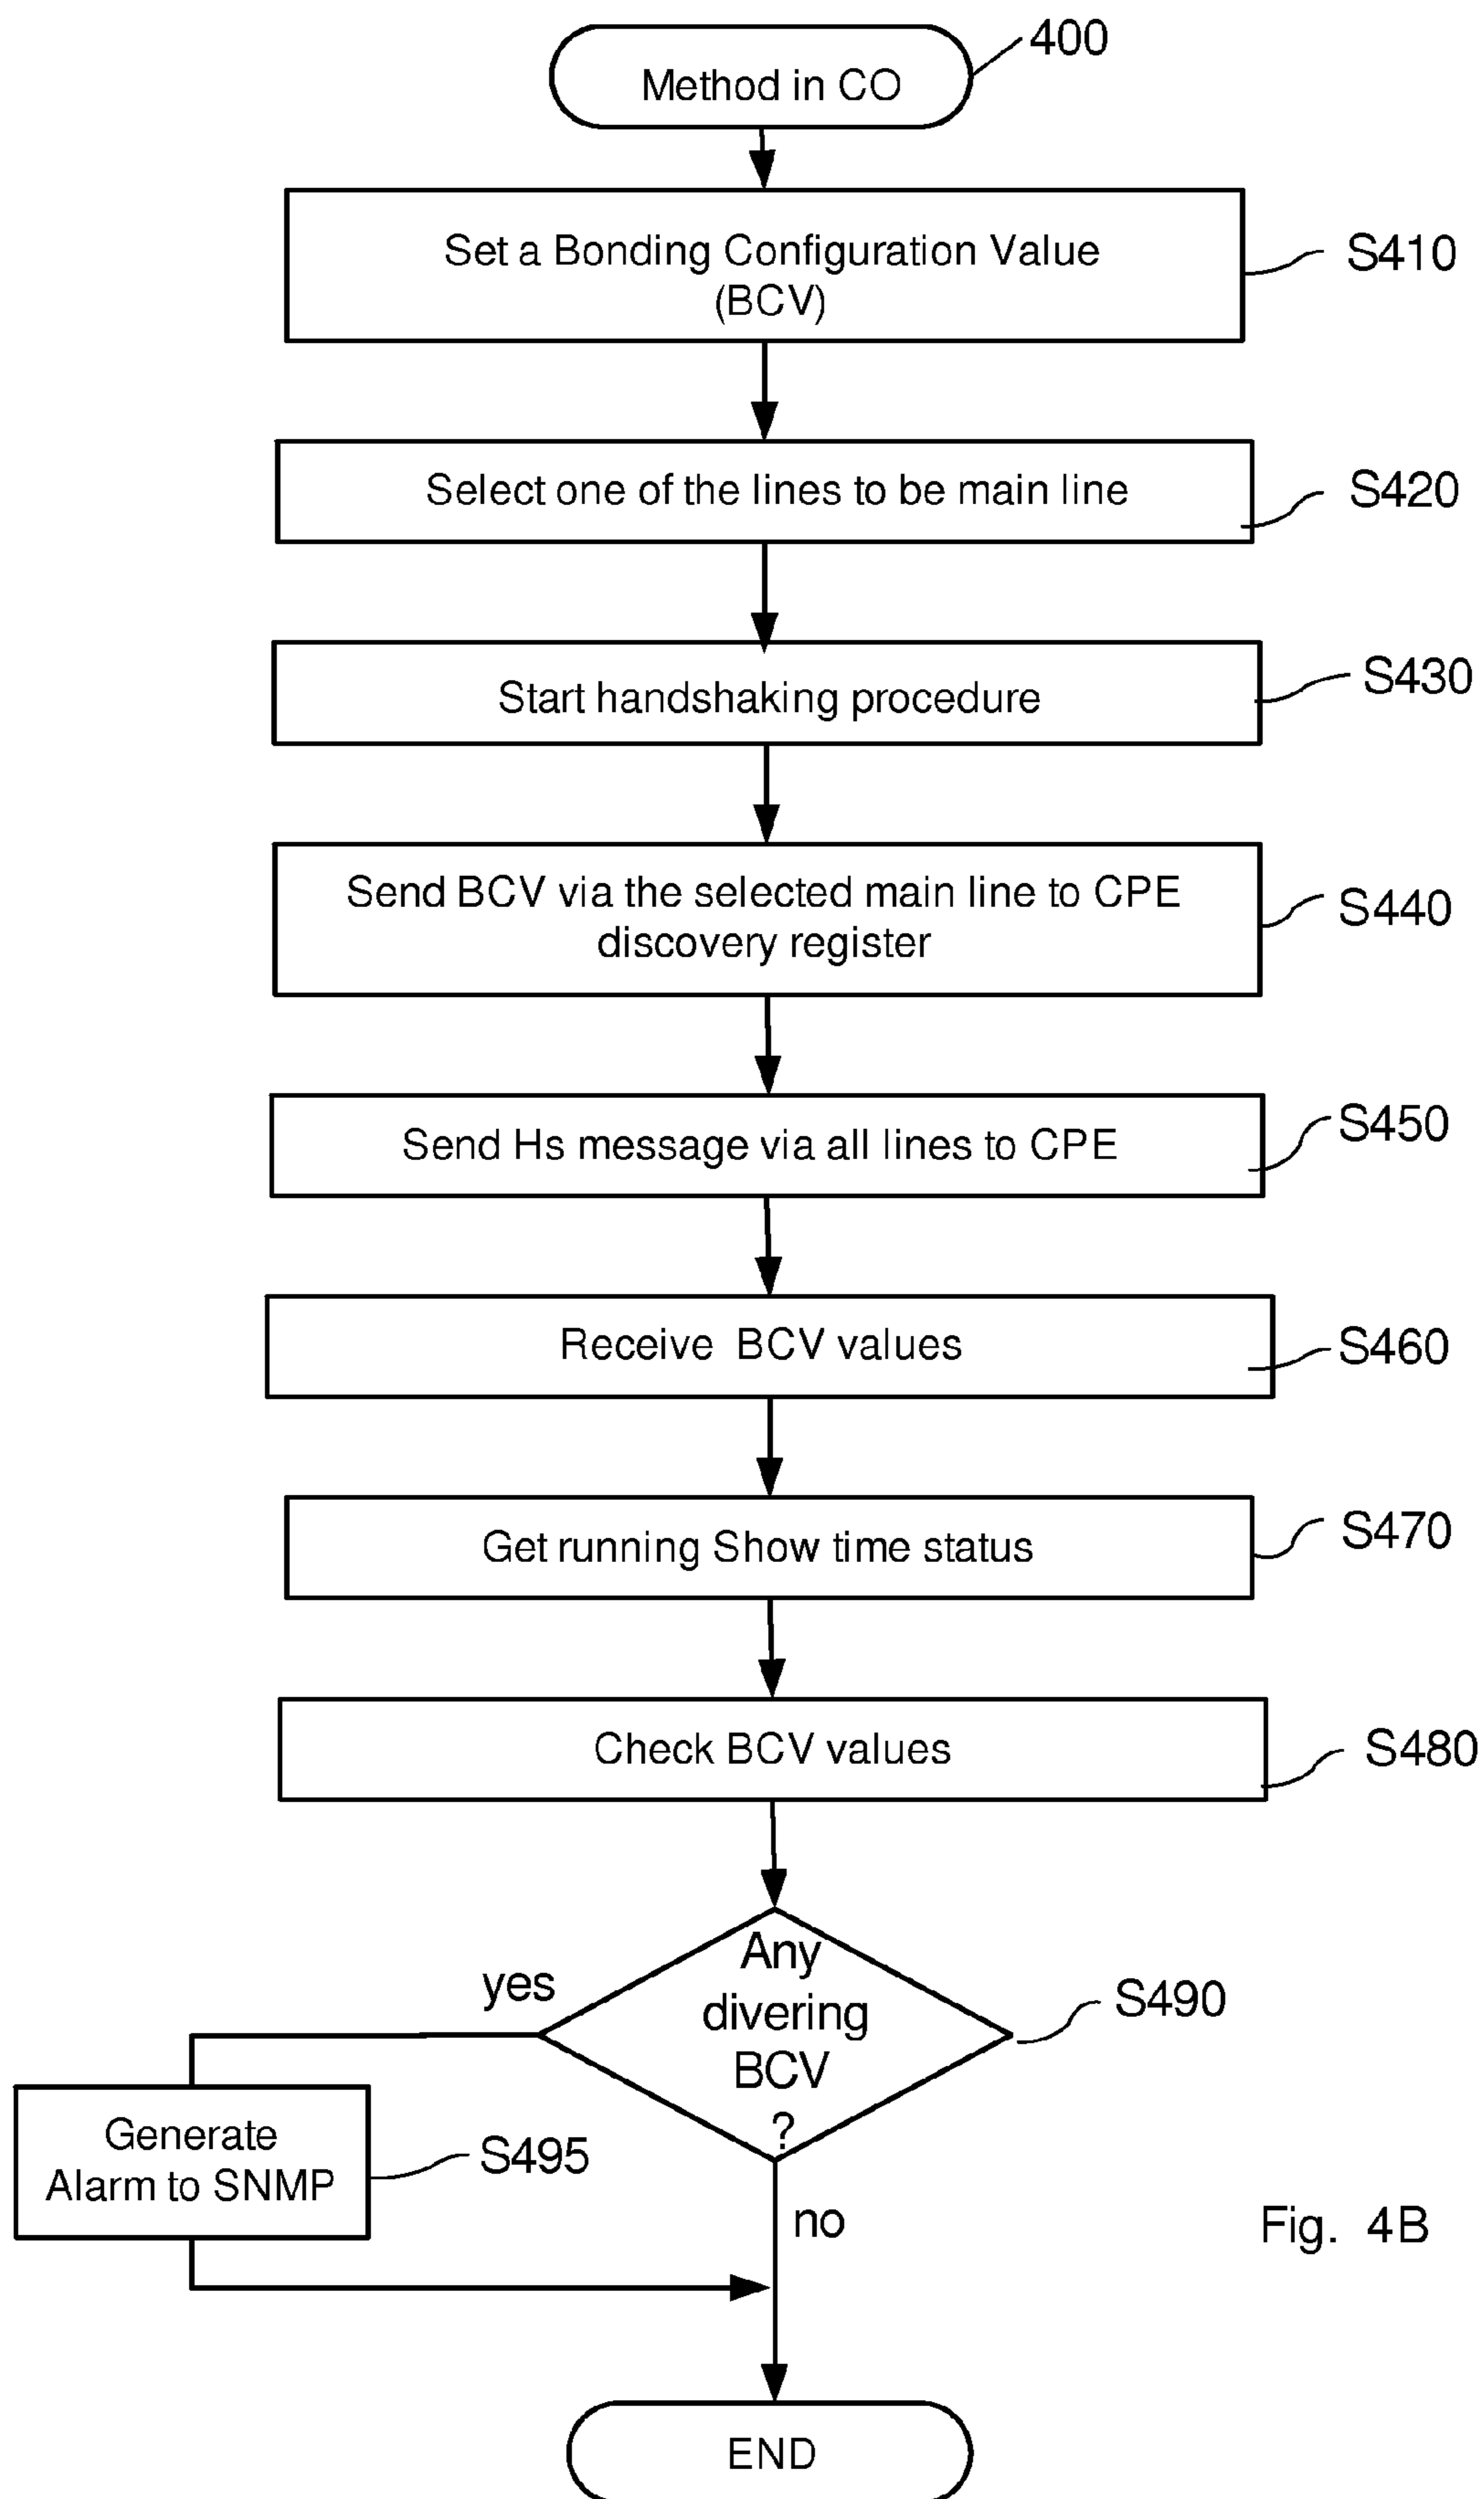 400
Method in CO
Set a Bonding Configuration Value
(BCV)
S410
Select one of the lines to be main line
S420
Start handshaking procedure
S430
Send BCV via the selected main line to CPE
discovery register
S440
Send Hs message via all lines to CPE
S450
Receive BCV values
S460
Get running Show time status
S470
Check BCV values
S480
Any
divering
BCV
?
yes
S490
Generate
Alarm to SNMP
S495
no
Fig. 4B
END